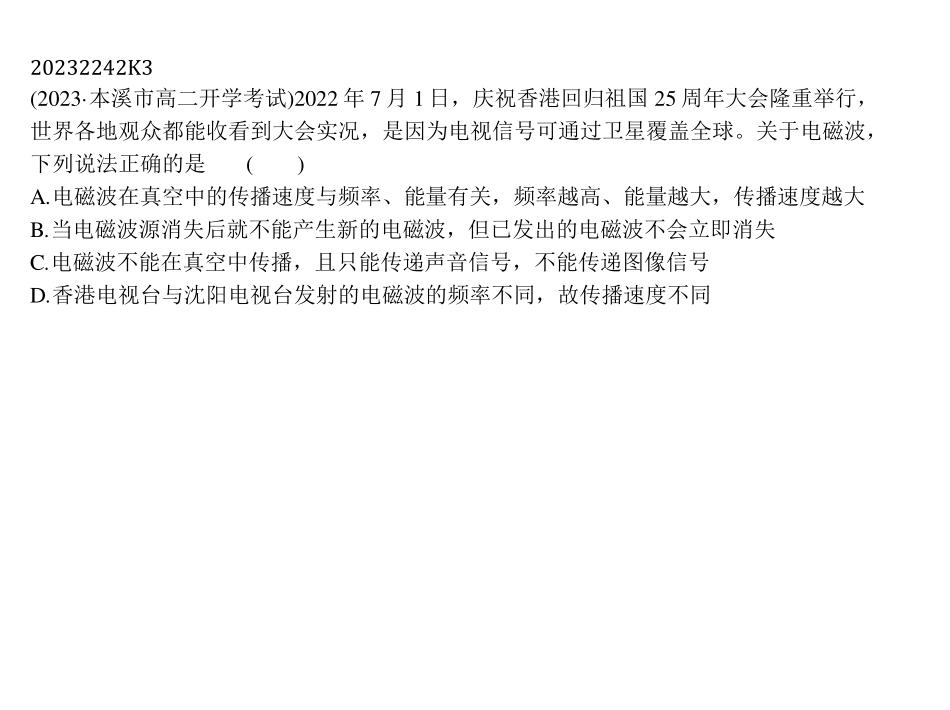 20232242K3
(2023·本溪市高二开学考试)2022 年 7 月 1 日，庆祝香港回归祖国 25 周年大会隆重举行，
世界各地观众都能收看到大会实况，是因为电视信号可通过卫星覆盖全球。关于电磁波，
下列说法正确的是　　(　　)
A.电磁波在真空中的传播速度与频率、能量有关，频率越高、能量越大，传播速度越大
B.当电磁波源消失后就不能产生新的电磁波，但已发出的电磁波不会立即消失
C.电磁波不能在真空中传播，且只能传递声音信号，不能传递图像信号
D.香港电视台与沈阳电视台发射的电磁波的频率不同，故传播速度不同